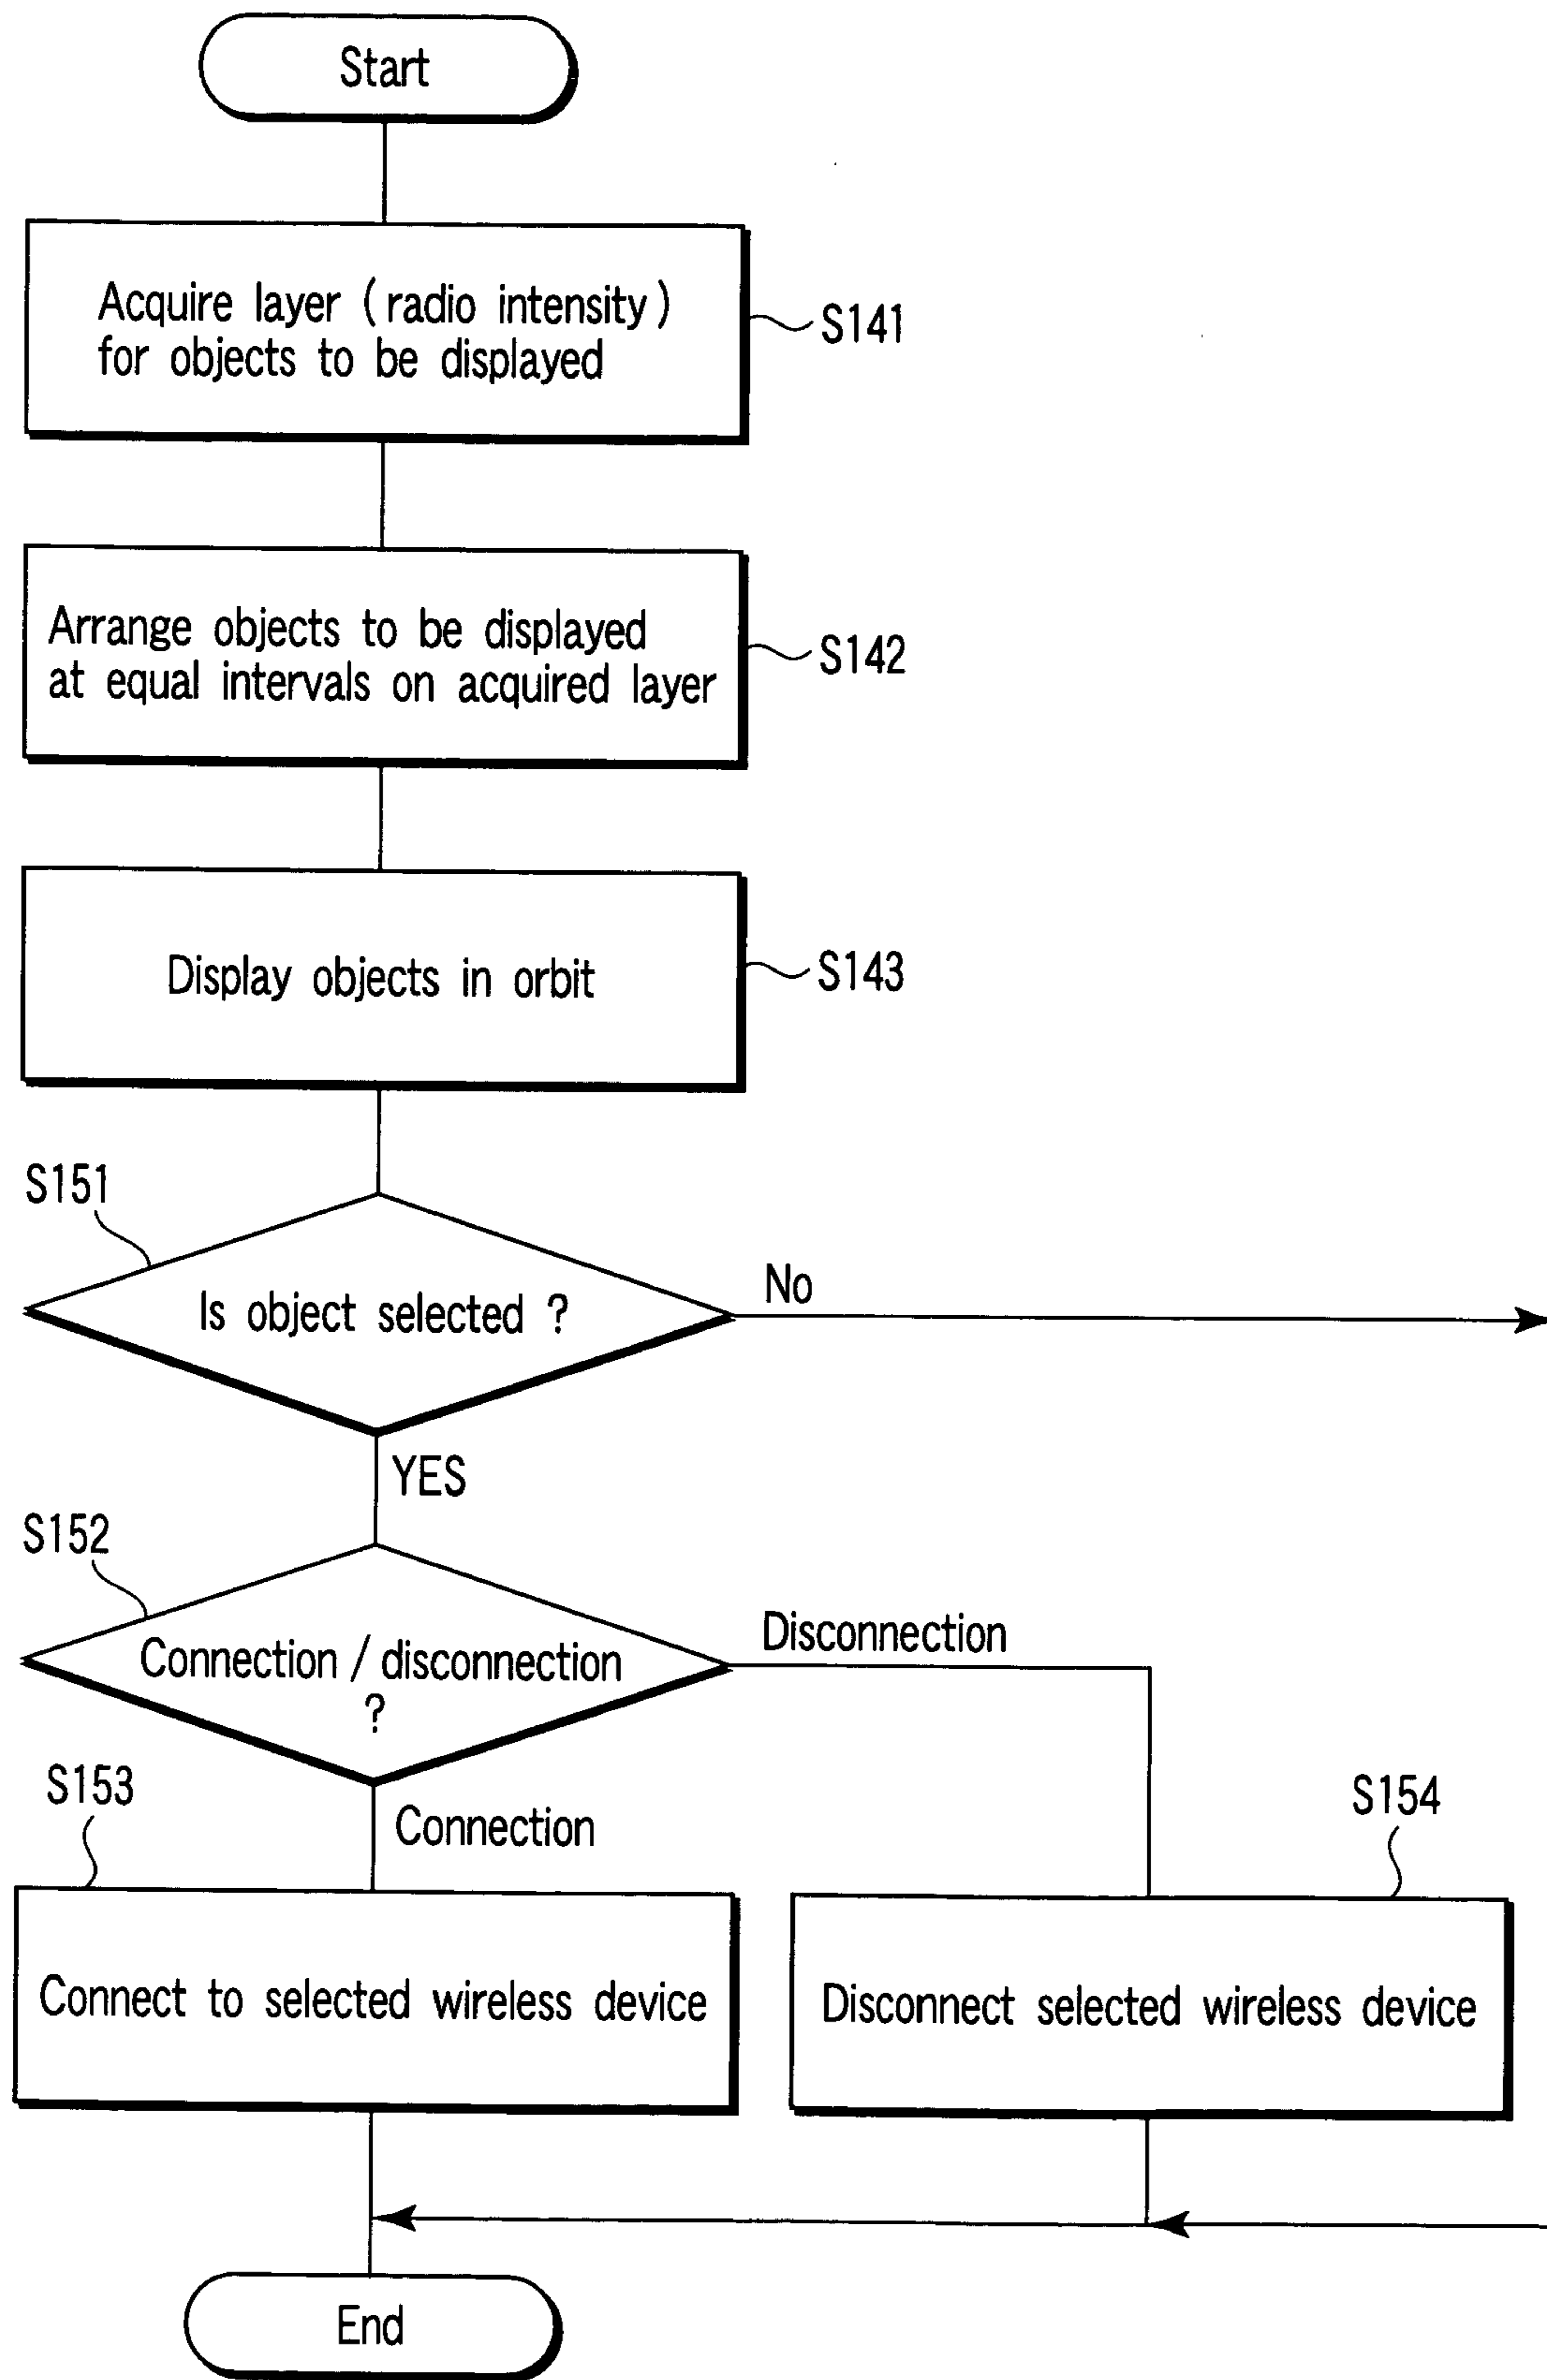 Start
Acquire layer (radio intensity)
for objects to be displayed
S141
Arrange objects to be displayed
at equal intervals on acquired layer
S142
Display objects in orbit
S143
S151
Is object selected ?
No
YES
S152
Connection / disconnection
?
Disconnection
S153
Connection
S154
Connect to selected wireless device
Disconnect selected wireless device
End